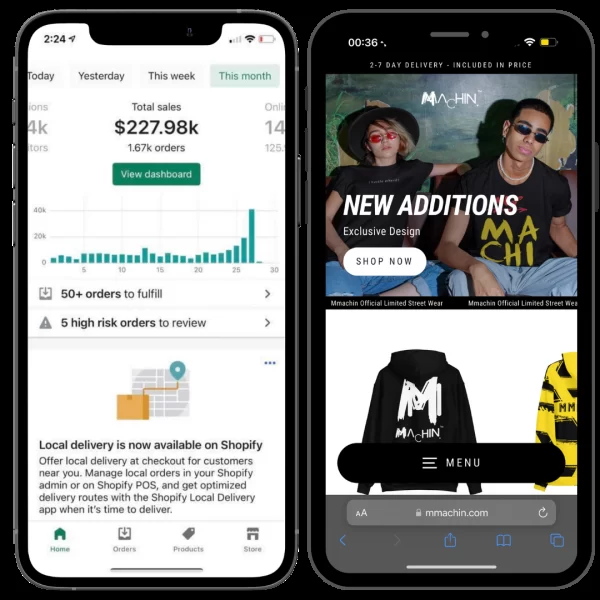 2:24
Today
Yesterday
This week
This month
Total sales
4k
$227.98k
1.67k orders
View dashboard
40k
20k
0
5
10
15
20
25
30
50+ orders to fulfill
5 high risk orders to review
Local delivery is now available on Shopify
Offer local delivery at checkout for customers
near you. Manage local orders in your Shopify
admin or on Shopify POS, and get optimized
delivery routes with the Shopify Local Delivery
app when it's time to deliver.
Home
Orders
Products
Store
00:36
2-7 DAY DELIVERY - INCLUDED IN PRICE
MACHIN
NEW ADDITIONS
MA
CHI
Exclusive Design
SHOP NOW
Mmachin Official Limited Street Wear
Mmachin Official Limited Street Wear
M
MACHIN
MM
MENU
AA
mmachin.com